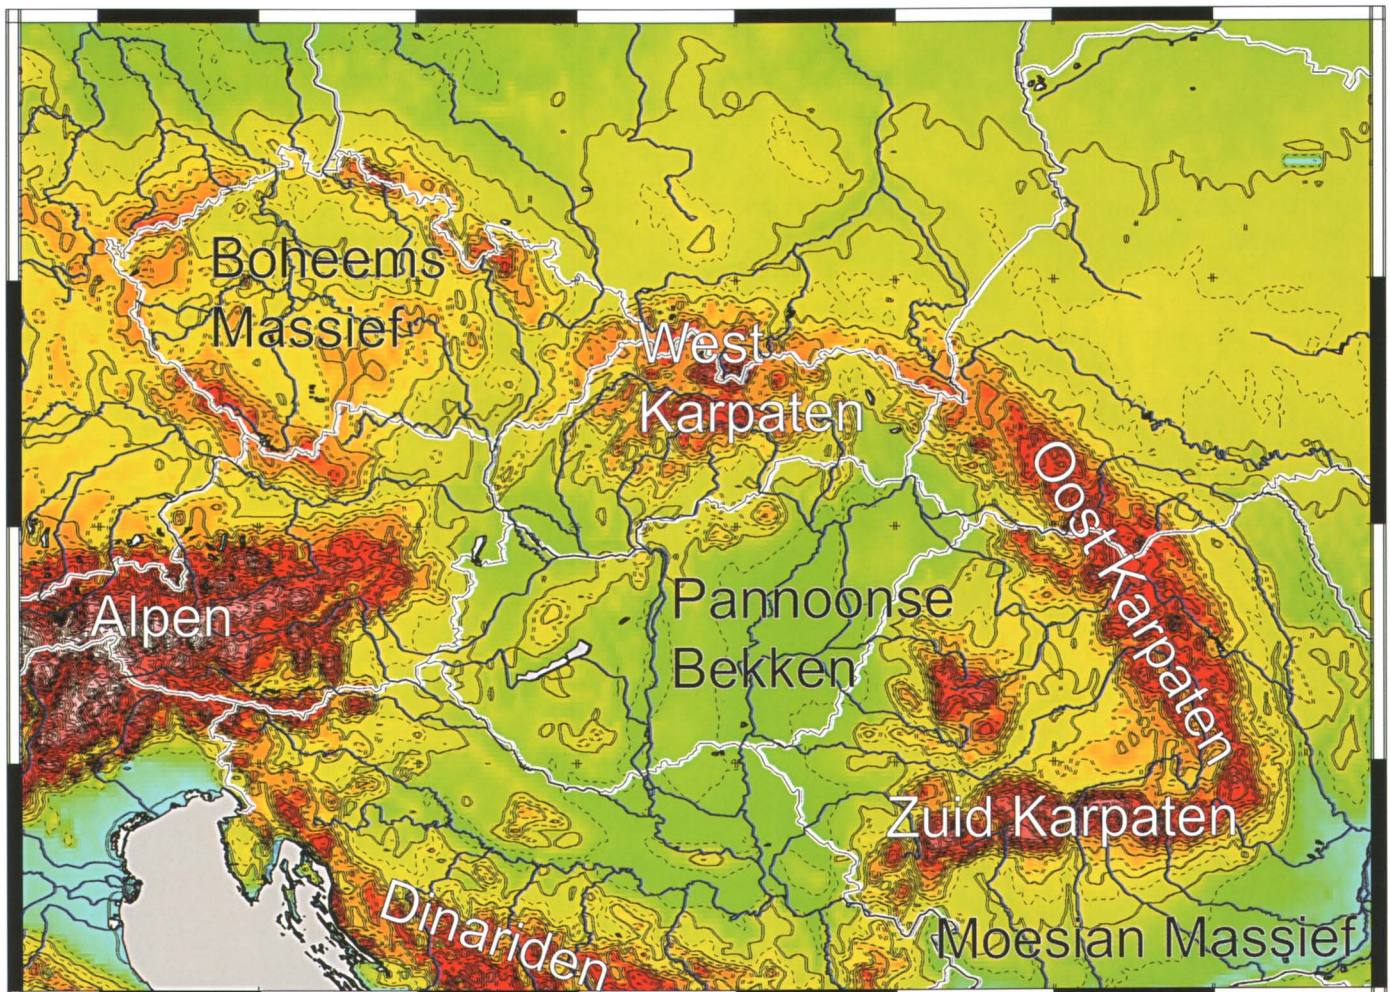 Boheems
Massief
West
Karpaten
Oost Karpaten
Alpen
Pannoonse
Bekken
Zuid Karpaten
Dinariden
Moesian Massief